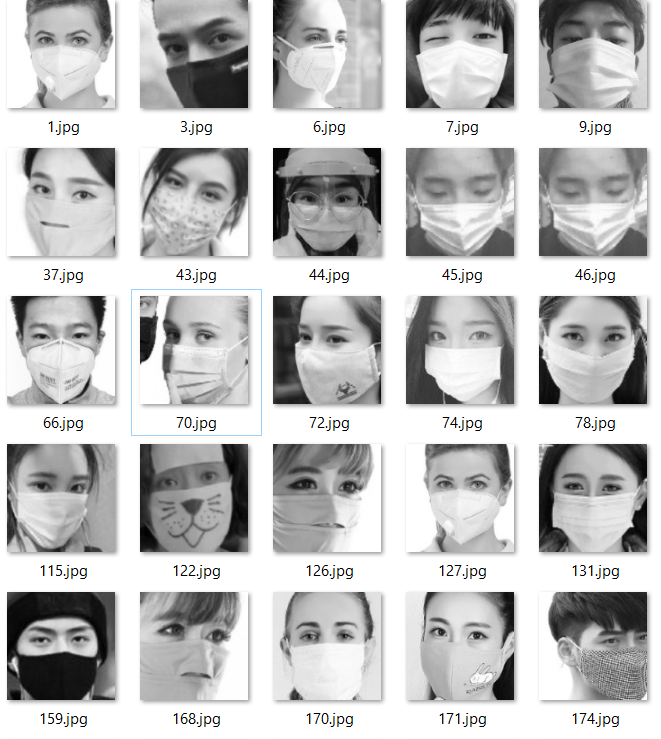 1.jpg 3.jpg 6.jpg 7.jpg 9.jpg
37.jpg 43.jpg 44.jpg 45.jpg 46.jpg
66.jpg 70.jpg 72.jpg 74.jpg 78.jpg
115.jpg 122.jpg 126.jpg 127.jpg 131.jpg
159.jpg 168.jpg 170.jpg 171.jpg 174.jpg